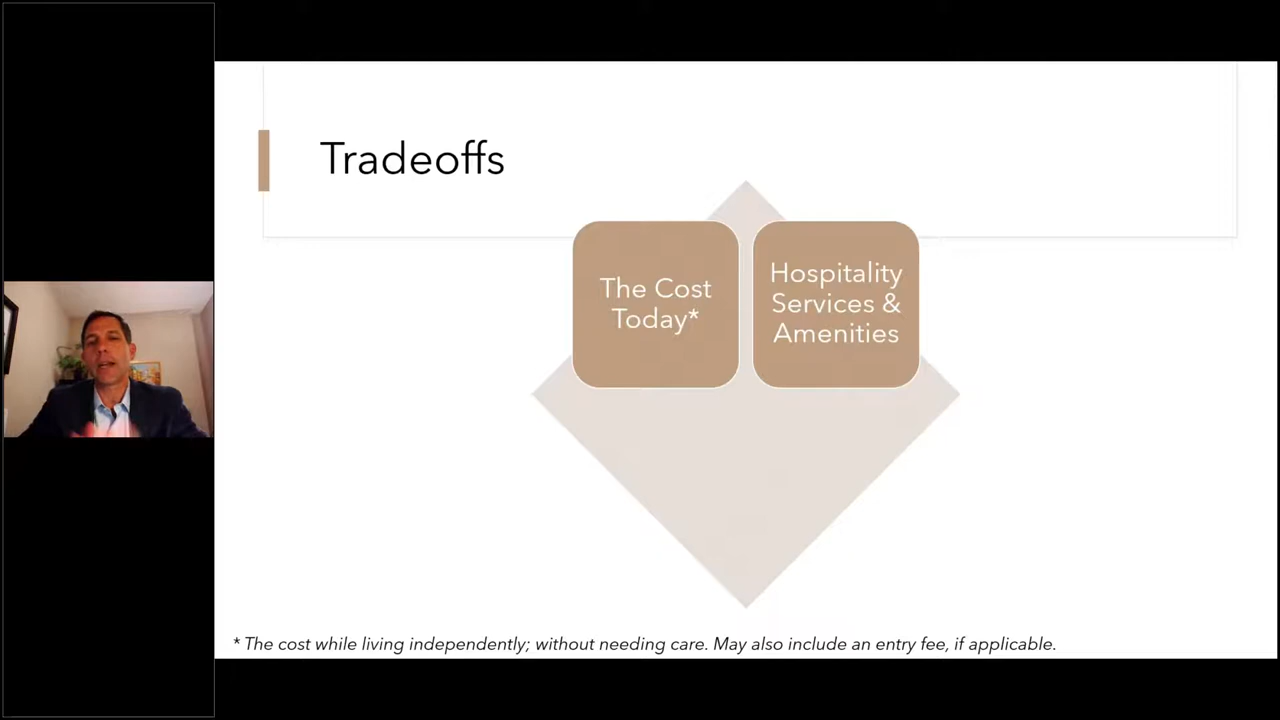 Tradeoffs
The Cost
Today*
Hospitality
Services &
Amenities
* The cost while living independently; without needing care. May also include an entry fee, if applicable.